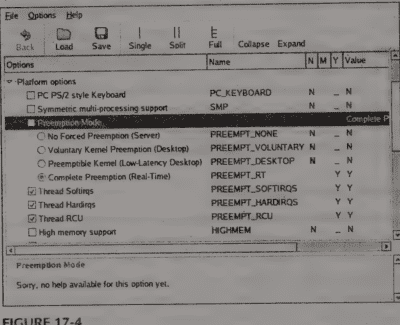 File Options Help
Back Load Save Single Split Full Collapse Expand
Options Name N M Y Value
Platform options
PC PS/2 style Keyboard PC_KEYBOARD N _ N
Symmetric multi-processing support SMP N _ N
Preemption Mode Complete P
No Forced Preemption (Server) PREEMPT_NONE N _ N
Voluntary Kernel Preemption (Desktop) PREEMPT_VOLUNTARY N _ N
Preemptible Kernel (Low-Latency Desktop) PREEMPT_DESKTOP N _ N
Complete Preemption (Real-Time) PREEMPT_RT Y Y
Thread Softirqs PREEMPT_SOFTIRQS Y Y
Thread Hardirqs PREEMPT_HARDIRQS Y Y
Thread RCU PREEMPT_RCU Y Y
High memory support HIGHMEM N _ N
Preemption Mode
Sorry, no help available for this option yet.
FIGURE 17-4